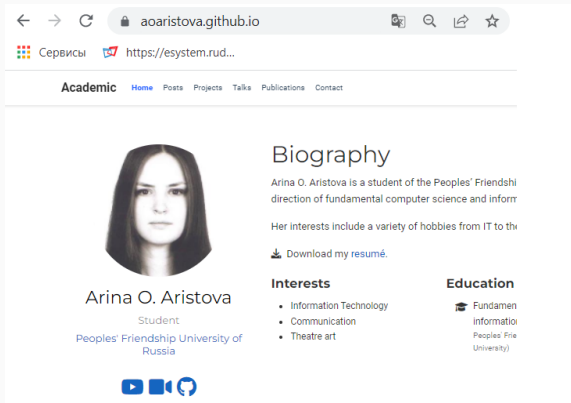 aoaristova.github.io
Сервисы https://esystem.rud...
Academic Home Posts Projects Talks Publications Contact
Biography
Arina O. Aristova is a student of the Peoples' Friendshi
direction of fundamental computer science and inform
Her interests include a variety of hobbies from IT to the
Download my resumé.
Interests
Information Technology
Communication
Theatre art
Education
Fundamen
informatio
Peoples' Frie
University)
Arina O. Aristova
Student
Peoples' Friendship University of
Russia